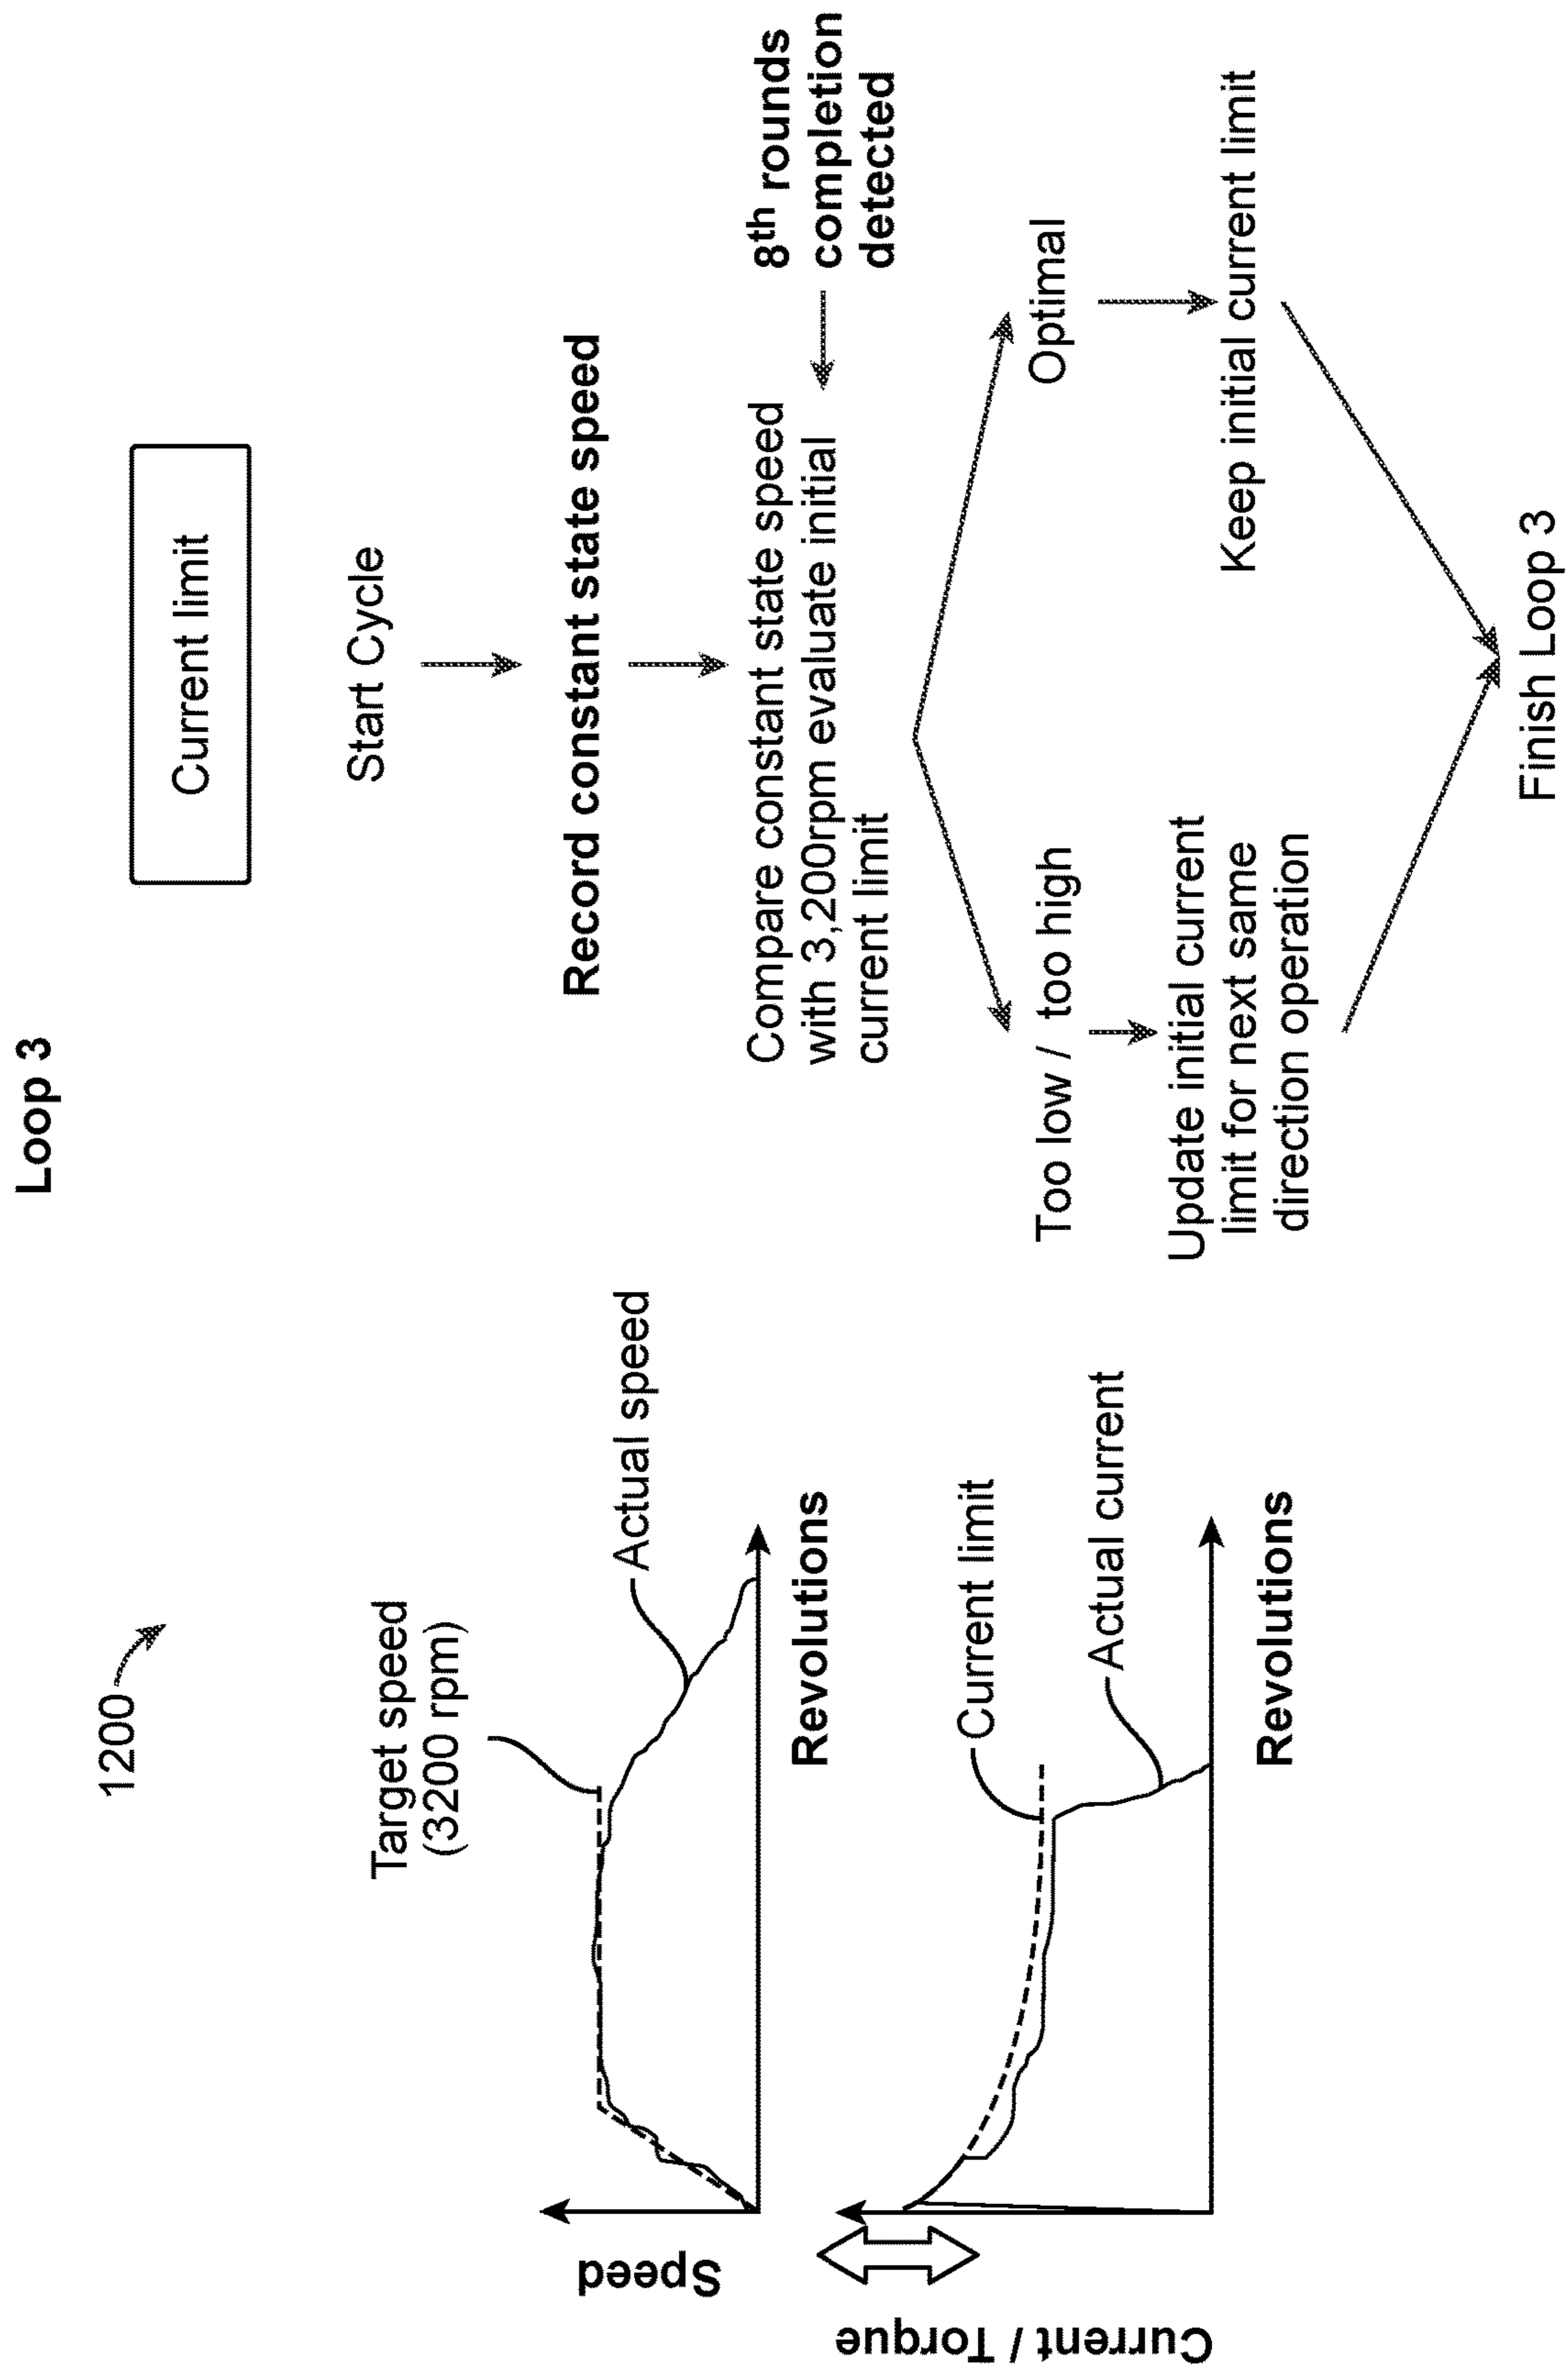 Loop 3
1200
Target speed
(3200 rpm)
Actual speed
Speed
Revolutions
Current limit
Actual current
Current / Torque
Revolutions
Current limit
Start Cycle
Record constant state speed
Compare constant state speed
with 3,200rpm evaluate initial
current limit
8th rounds
completion
detected
Too low / too high
Optimal
Update initial current
limit for next same
direction operation
Keep initial current limit
Finish Loop 3